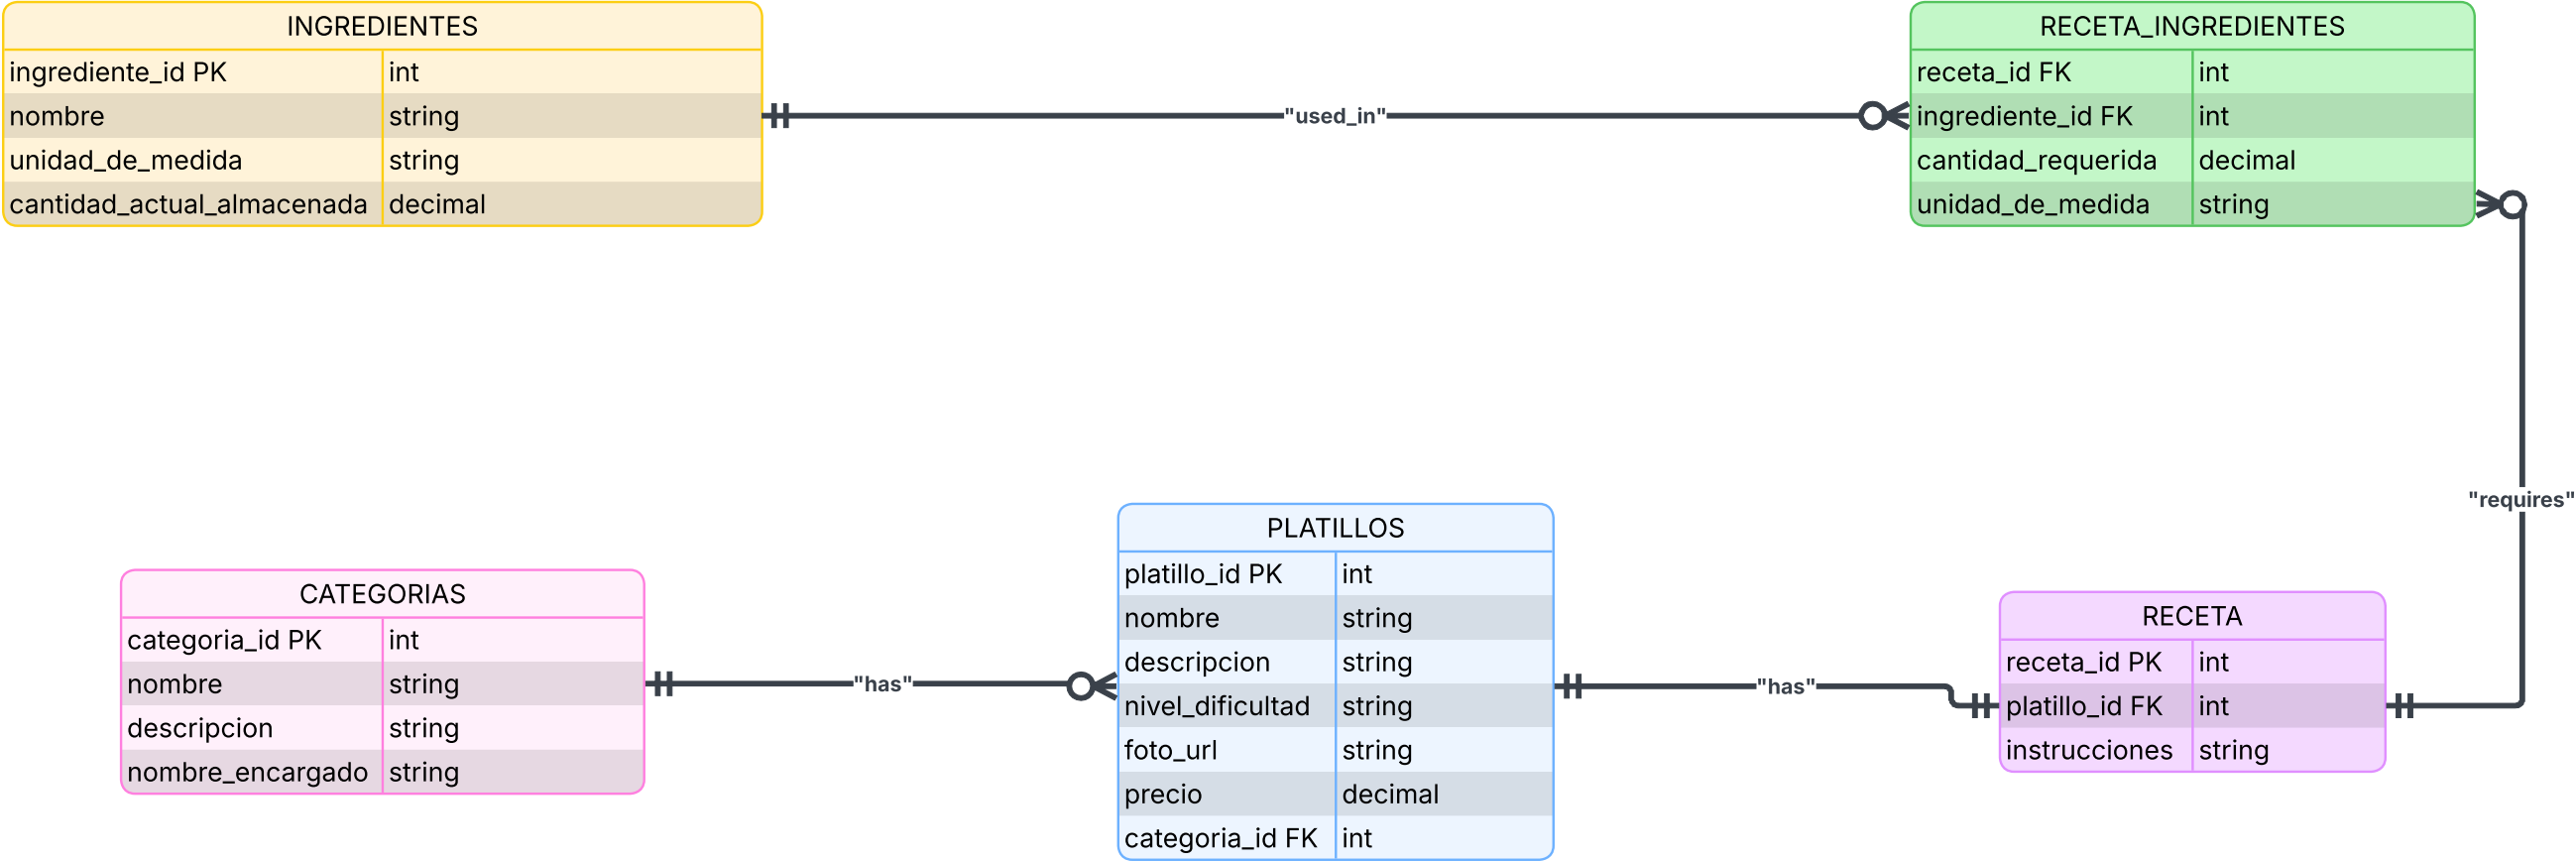 INGREDIENTES
ingrediente_id PK int
nombre string
unidad_de_medida string
cantidad_actual_almacenada decimal
"used_in"
RECETA_INGREDIENTES
receta_id FK int
ingrediente_id FK int
cantidad_requerida decimal
unidad_de_medida string
"requires"
CATEGORIAS
categoria_id PK int
nombre string
descripcion string
nombre_encargado string
"has"
PLATILLOS
platillo_id PK int
nombre string
descripcion string
nivel_dificultad string
foto_url string
precio decimal
categoria_id FK int
"has"
RECETA
receta_id PK int
platillo_id FK int
instrucciones string